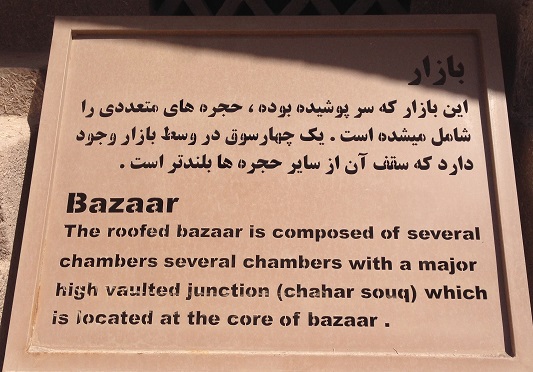 بازار
این بازار که سر پوشیده بوده ، حجره های متعددی را
شامل میشده است . یک چهارسوق در وسط بازار وجود
دارد که سقف آن از سایر حجره ها بلندتر است .
Bazaar
The roofed bazaar is composed of several
chambers several chambers with a major
high vaulted junction (chahar souq) which
is located at the core of bazaar .